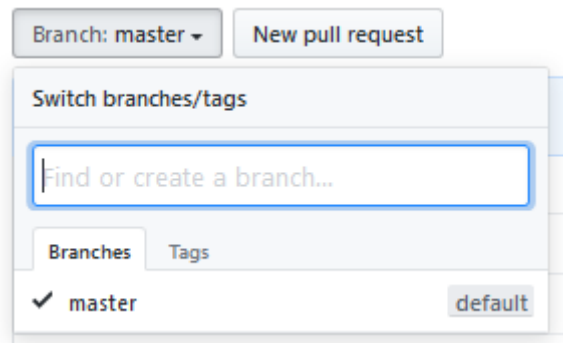 Branch: master New pull request
Switch branches/tags
Find or create a branch...
Branches Tags
master default